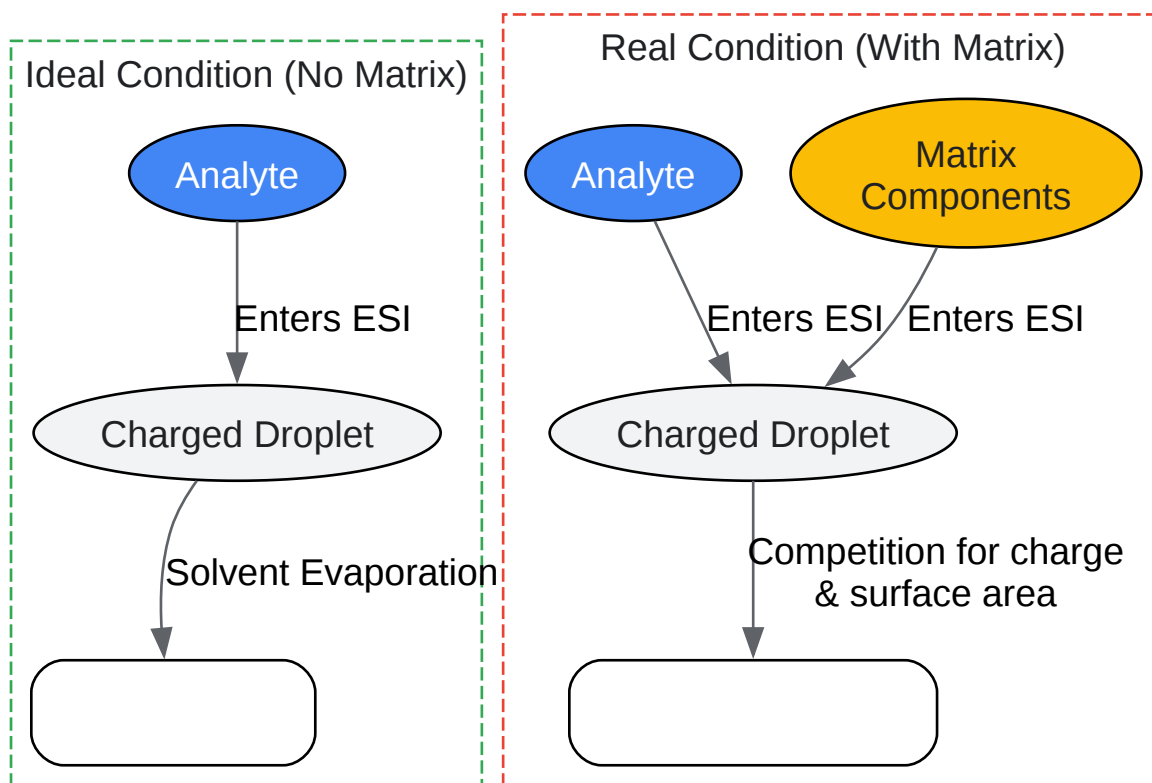 Ideal Condition (No Matrix)
Analyte
Enters ESI
Charged Droplet
Solvent Evaporation
Real Condition (With Matrix)
Analyte
Matrix
Components
Enters ESI
Enters ESI
Charged Droplet
Competition for charge
& surface area